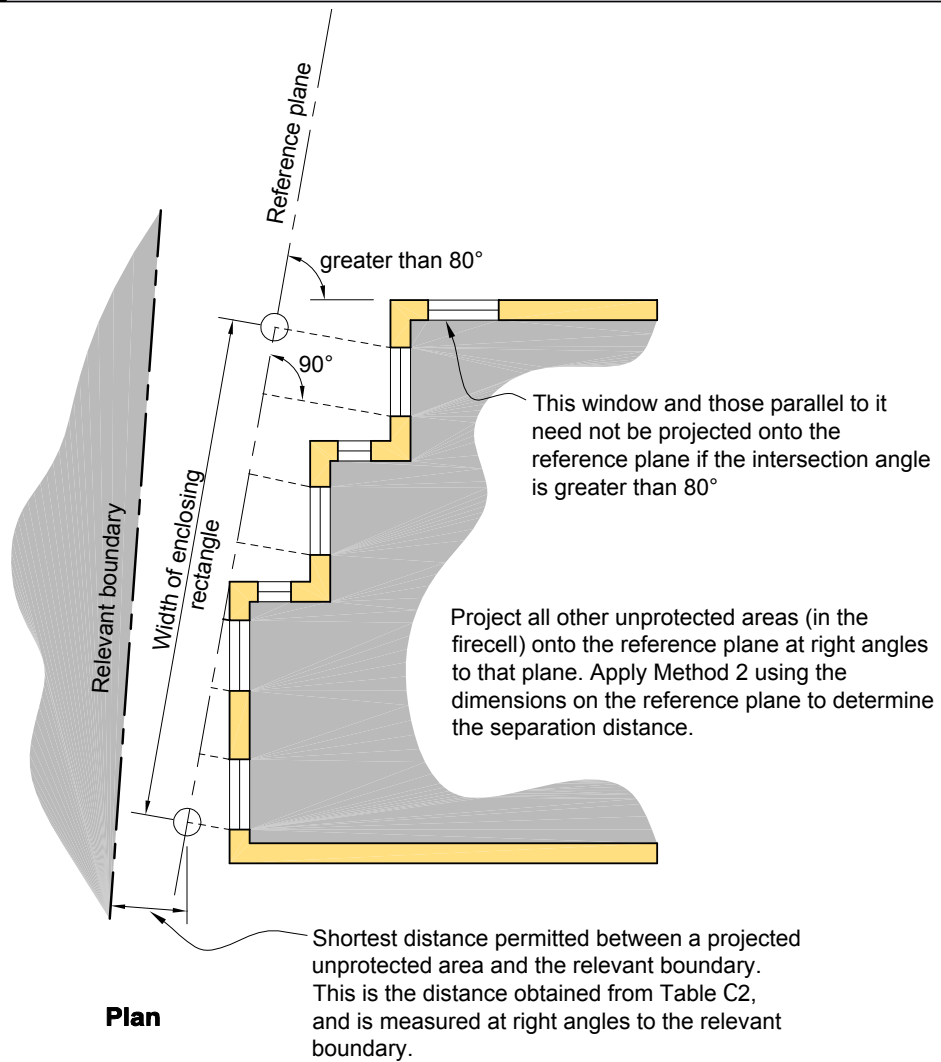 Reference plane
greater than 80°
90°
This window and those parallel to it
need not be projected onto the
reference plane if the intersection angle
is greater than 80°
Relevant boundary
Width of enclosing
rectangle
Project all other unprotected areas (in the
firecell) onto the reference plane at right angles
to that plane. Apply Method 2 using the
dimensions on the reference plane to determine
the separation distance.
Shortest distance permitted between a projected
unprotected area and the relevant boundary.
This is the distance obtained from Table C2,
and is measured at right angles to the relevant
boundary.
Plan